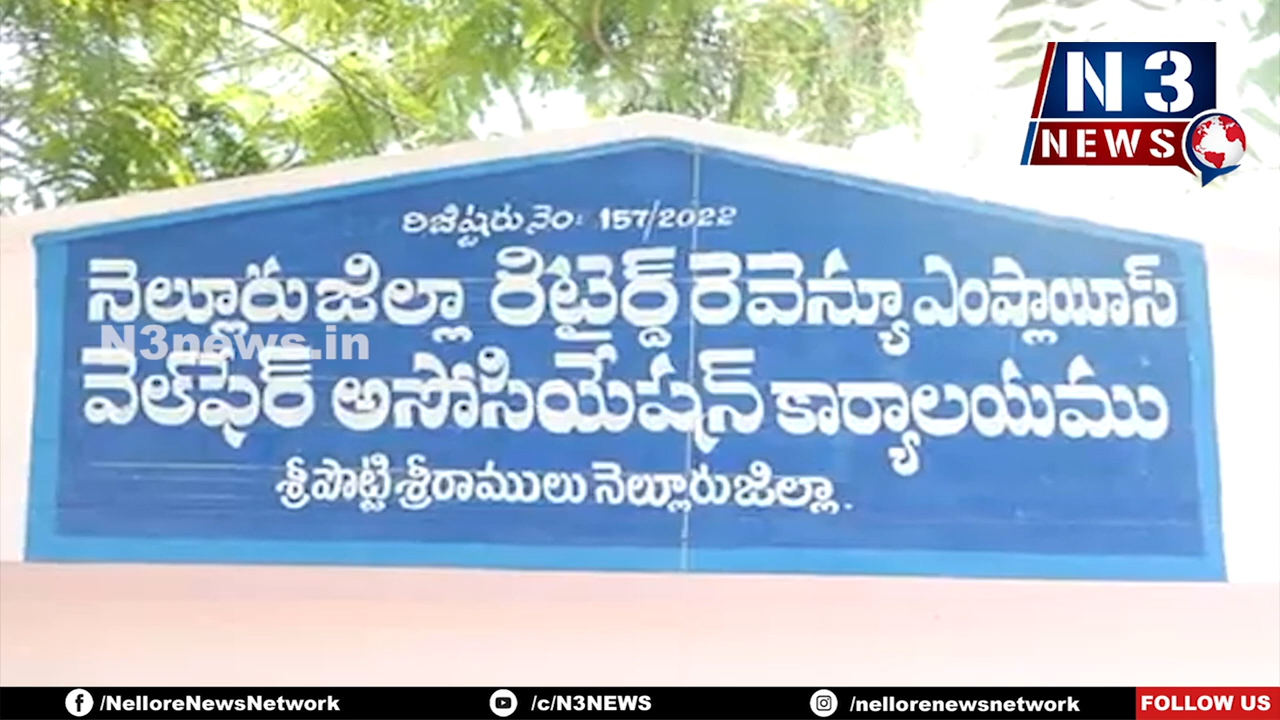 N3
NEWS
రిజిష్టరు నెం: 157/2022
నెల్లూరు జిల్లా రిటైర్డ్ రెవెన్యూ ఎంప్లాయీస్
N3news.in
వెల్ఫేర్ అసోసియేషన్ కార్యాలయము
శ్రీ పొట్టి శ్రీరాములు నెల్లూరు జిల్లా.
/NelloreNewsNetwork /c/N3NEWS /nellorenewsnetwork FOLLOW US